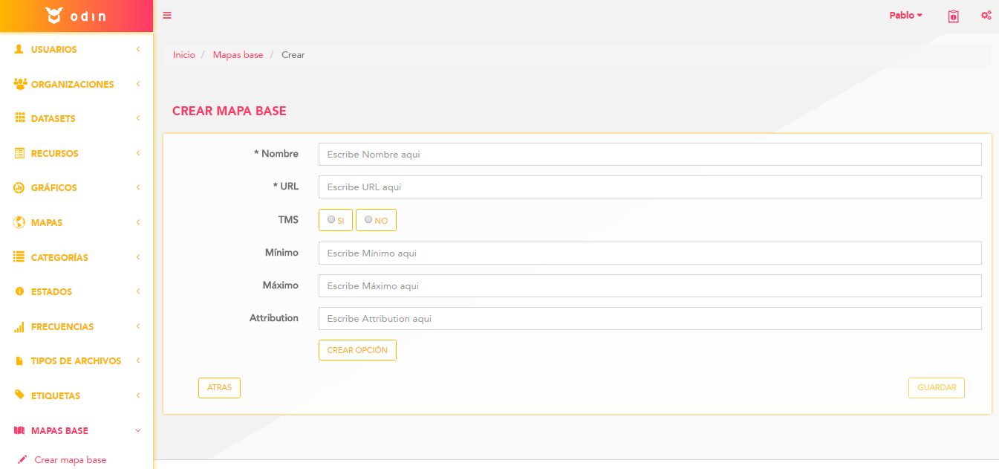 odin
Pablo
USUARIOS
ORGANIZACIONES
DATASETS
RECURSOS
GRÁFICOS
MAPAS
CATEGORÍAS
ESTADOS
FRECUENCIAS
TIPOS DE ARCHIVOS
ETIQUETAS
MAPAS BASE
Crear mapa base
Inicio / Mapas base / Crear
CREAR MAPA BASE
* Nombre Escribe Nombre aqui
* URL Escribe URL aqui
TMS SI NO
Mínimo Escribe Mínimo aqui
Máximo Escribe Máximo aqui
Attribution Escribe Attribution aqui
CREAR OPCIÓN
ATRAS GUARDAR